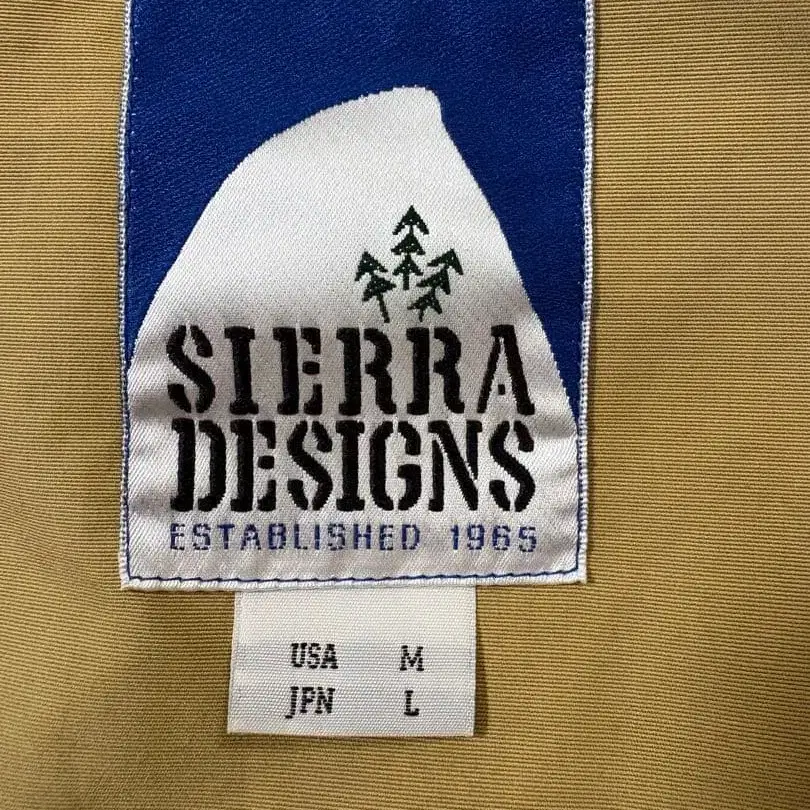 SIERRA
DESIGNS
ESTABLISHED 1965
USA M
JPN L